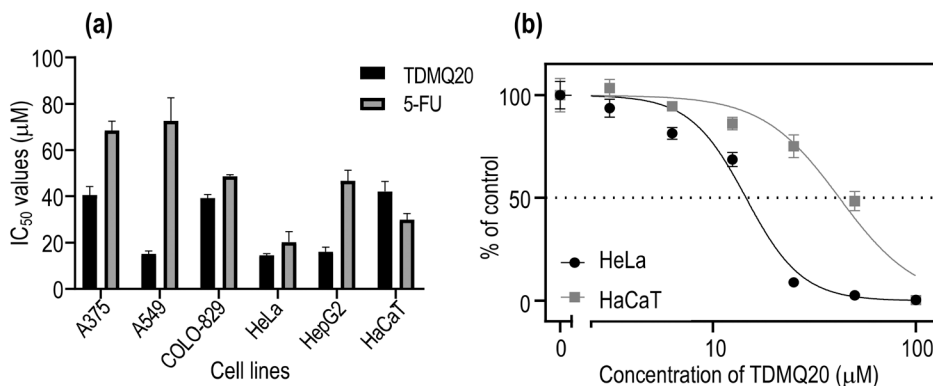 (a)
IC50 values (μM)
100
80
60
40
20
0
TDMQ20
5-FU
A375
A549
COLO-829
HeLa
HepG2
HaCaT
Cell lines
(b)
% of control
100
50
0
HeLa
HaCaT
0
10
100
Concentration of TDMQ20 (μM)